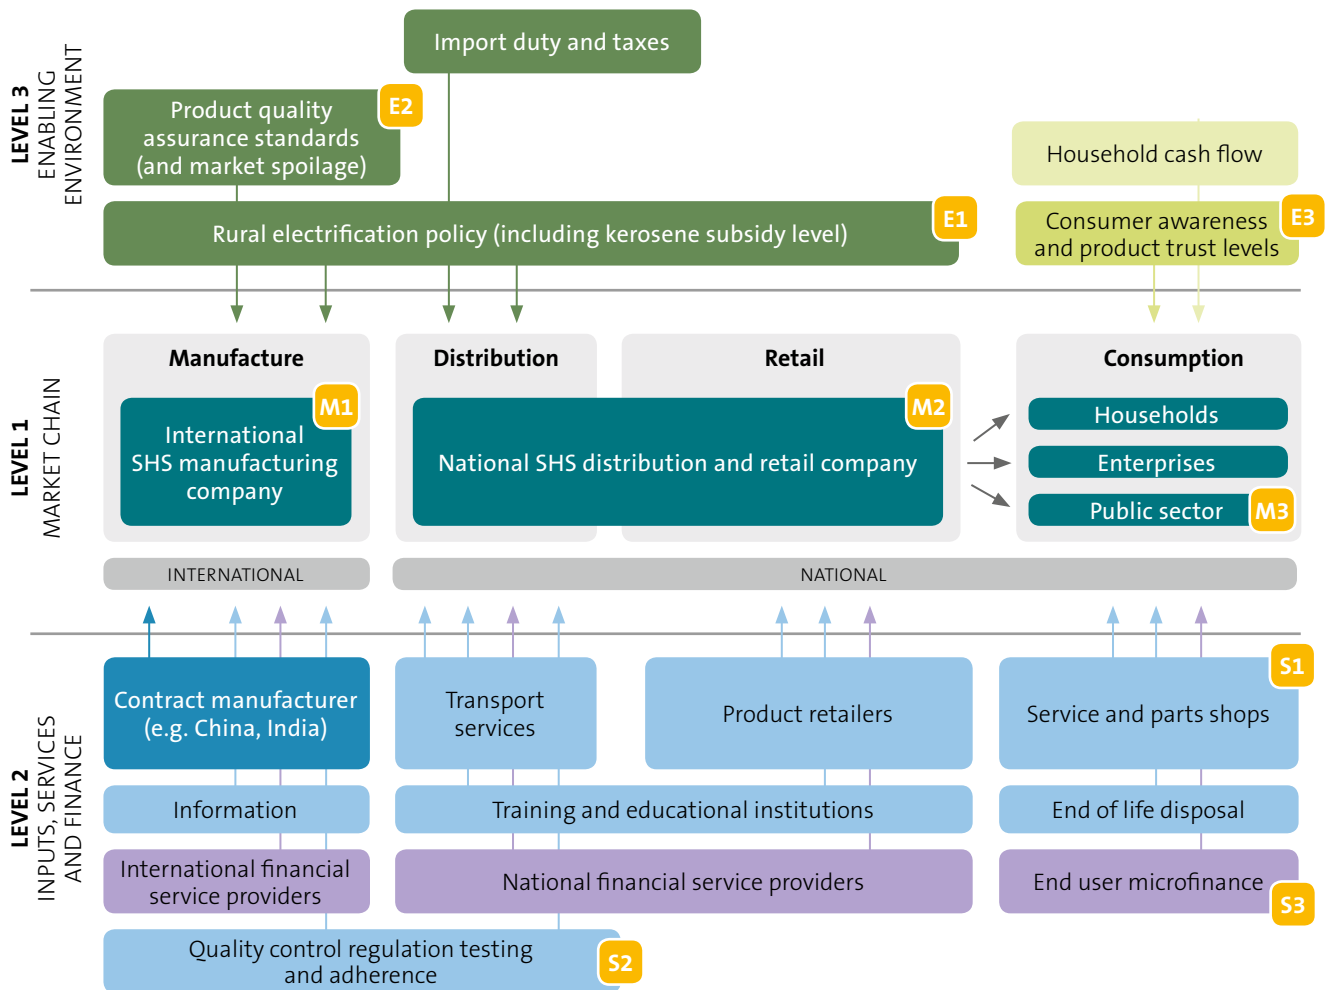 LEVEL 3
ENABLING
ENVIRONMENT
Import duty and taxes
E2
Product quality
assurance standards
(and market spoilage)
Household cash flow
E1
Rural electrification policy (including kerosene subsidy level)
E3
Consumer awareness
and product trust levels
LEVEL 1
MARKET CHAIN
Manufacture
Distribution
Retail
Consumption
M1
International
SHS manufacturing
company
M2
National SHS distribution and retail company
Households
Enterprises
Public sector
M3
INTERNATIONAL
NATIONAL
LEVEL 2
INPUTS, SERVICES
AND FINANCE
Contract manufacturer
(e.g. China, India)
Transport
services
Product retailers
S1
Service and parts shops
Information
Training and educational institutions
End of life disposal
International financial
service providers
National financial service providers
End user microfinance
S3
Quality control regulation testing
and adherence
S2